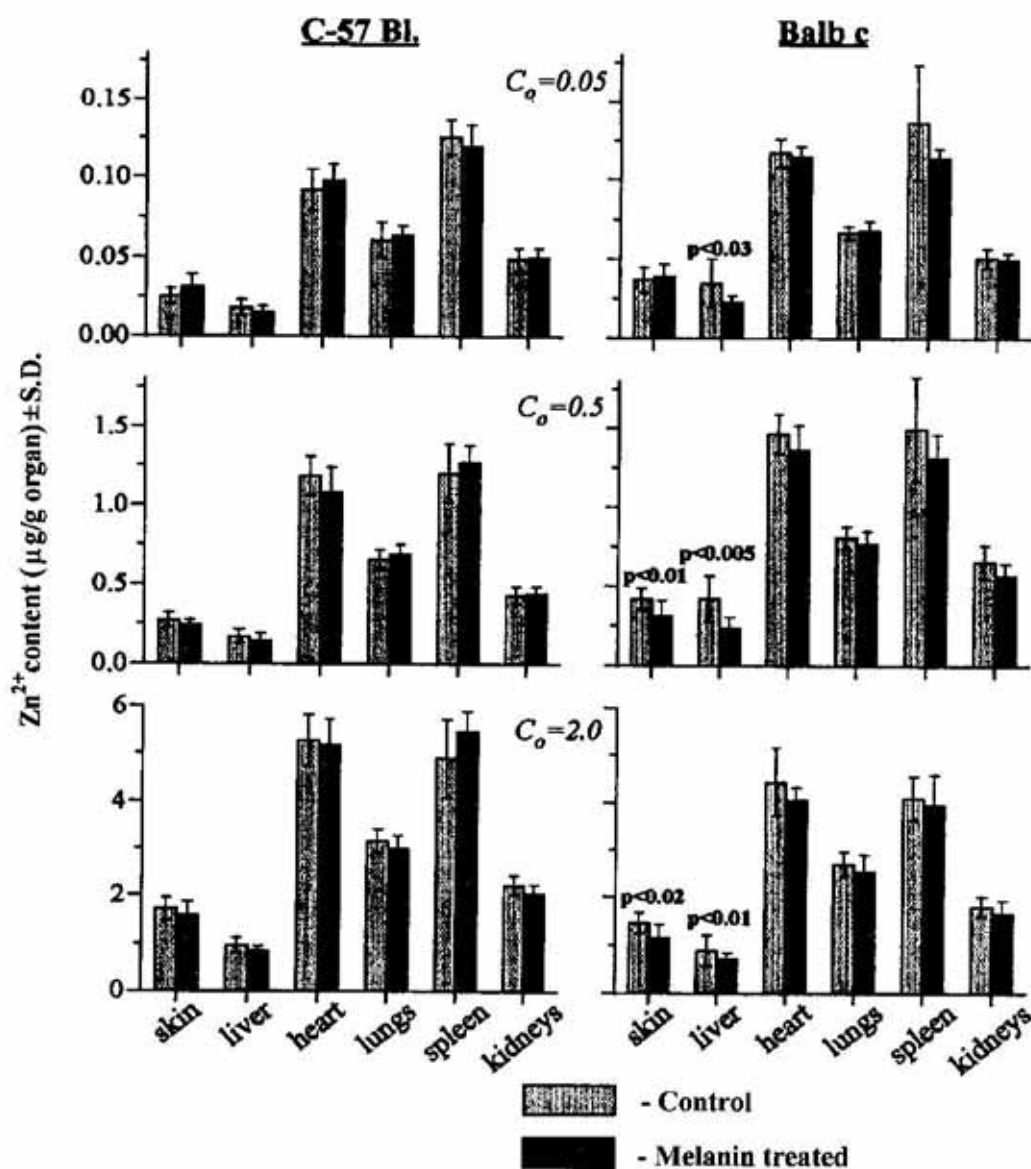 C-57 Bl.
Balb c
Zn²⁺ content (μg/g organ)±S.D.
Cₒ=0.05
0.15
0.10
0.05
0.00
p<0.03
Cₒ=0.5
1.5
1.0
0.5
0.0
p<0.01
p<0.005
Cₒ=2.0
6
4
2
0
p<0.02
p<0.01
skin liver heart lungs spleen kidneys
skin liver heart lungs spleen kidneys
- Control
- Melanin treated